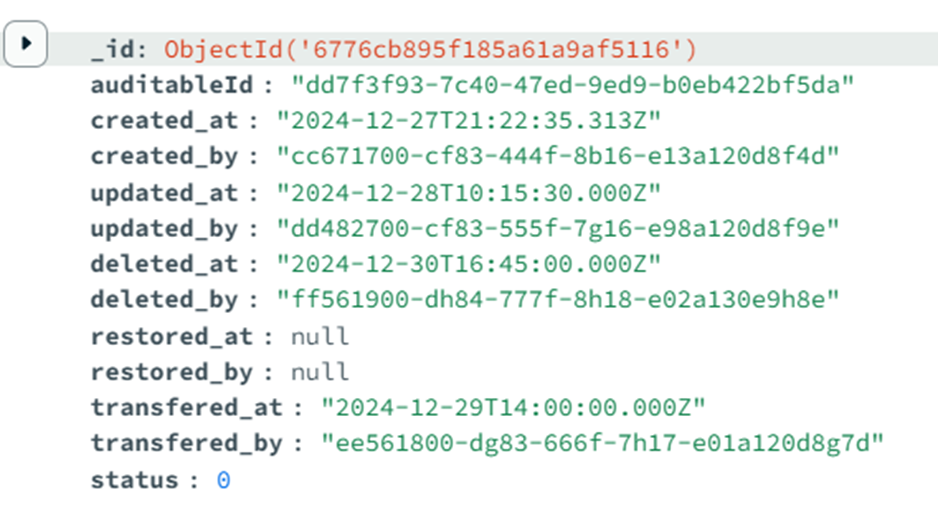 _id: ObjectId('6776cb895f185a61a9af5116')
auditableId : "dd7f3f93-7c40-47ed-9ed9-b0eb422bf5da"
created_at : "2024-12-27T21:22:35.313Z"
created_by : "cc671700-cf83-444f-8b16-e13a120d8f4d"
updated_at : "2024-12-28T10:15:30.000Z"
updated_by : "dd482700-cf83-555f-7g16-e98a120d8f9e"
deleted_at : "2024-12-30T16:45:00.000Z"
deleted_by : "ff561900-dh84-777f-8h18-e02a130e9h8e"
restored_at : null
restored_by : null
transfered_at : "2024-12-29T14:00:00.000Z"
transfered_by : "ee561800-dg83-666f-7h17-e01a120d8g7d"
status : 0